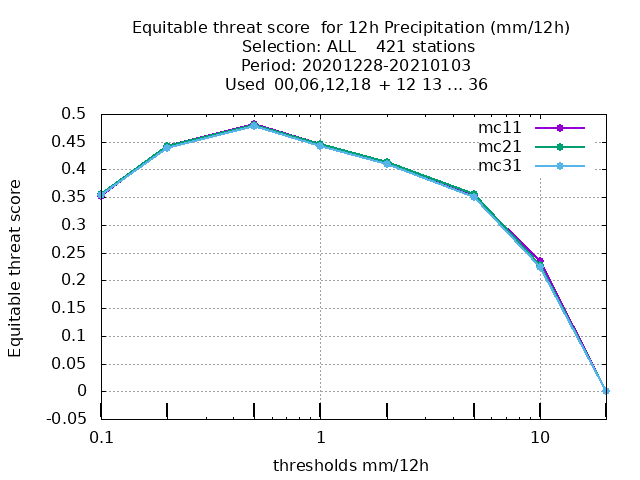 Equitable threat score  for 12h Precipitation (mm/12h)
Selection: ALL    421 stations
Period: 20201228-20210103
Used  00,06,12,18  + 12 13 ... 36
mc11
mc21
mc31
Equitable threat score
0.5
0.45
0.4
0.35
0.3
0.25
0.2
0.15
0.1
0.05
0
-0.05
0.1 1 10
thresholds mm/12h